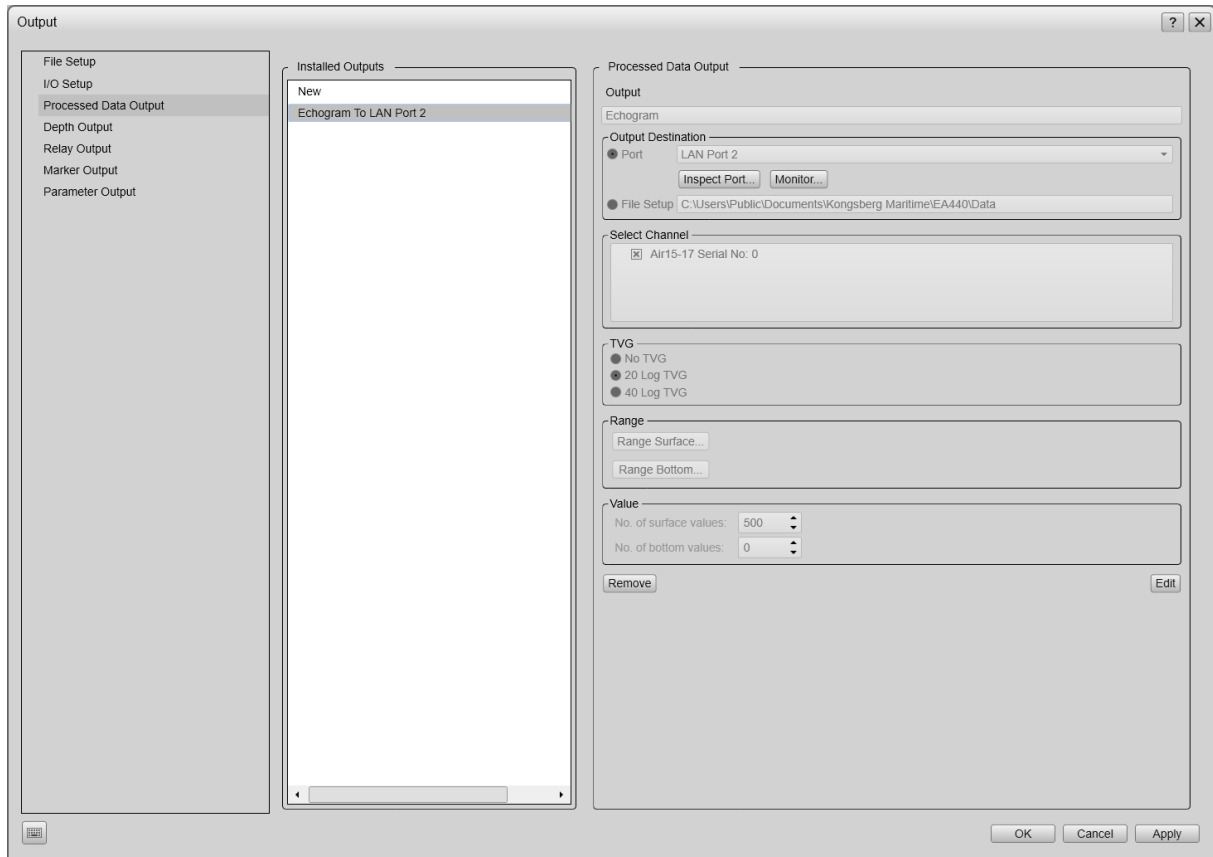 Output
?
File Setup
I/O Setup
Processed Data Output
Depth Output
Relay Output
Marker Output
Parameter Output
Installed Outputs
New
Echogram To LAN Port 2
Processed Data Output
Output
Echogram
Output Destination
Port LAN Port 2
Inspect Port... Monitor...
File Setup C:\Users\Public\Documents\Kongsberg Maritime\EA440\Data
Select Channel
Air15-17 Serial No: 0
TVG
No TVG
20 Log TVG
40 Log TVG
Range
Range Surface...
Range Bottom...
Value
No. of surface values: 500
No. of bottom values: 0
Remove Edit
OK Cancel Apply